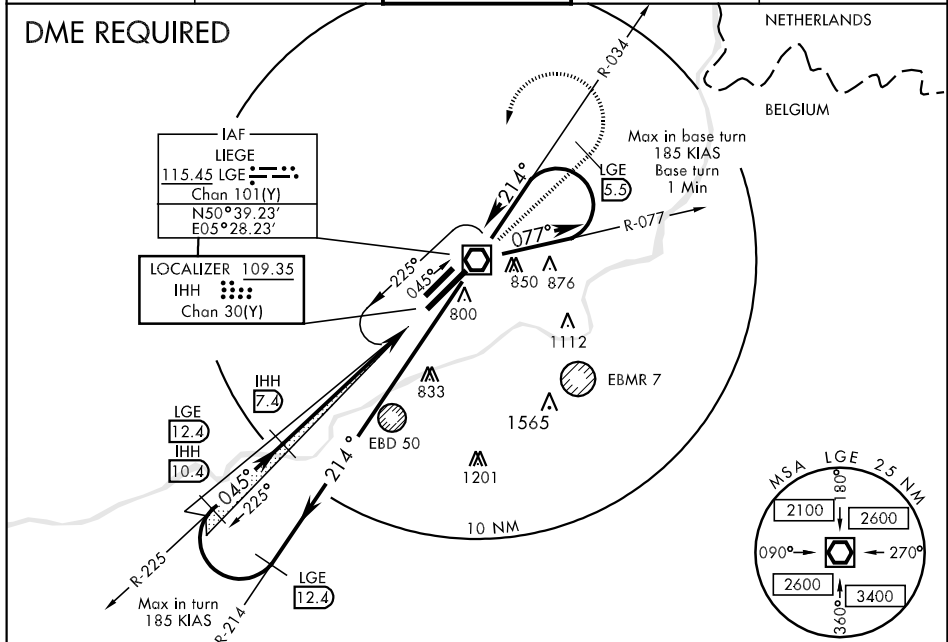 DME REQUIRED
NETHERLANDS
BELGIUM
R-034
IAF
LIEGE
115.45 LGE
Chan 101(Y)
N50°39.23'
E05°28.23'
LOCALIZER 109.35
IHH
Chan 30(Y)
Max in base turn
185 KIAS
Base turn
1 Min
LGE
5.5
214°
077°
R-077
225°
045°
850
876
800
1112
833
EBMR 7
1565
EBD 50
1201
IHH
7.4
LGE
12.4
IHH
10.4
045°
225°
214°
10 NM
R-225
LGE
12.4
Max in turn
185 KIAS
R-214
MSA LGE 25 NM
180°
2100
2600
090°
270°
2600
3400
360°